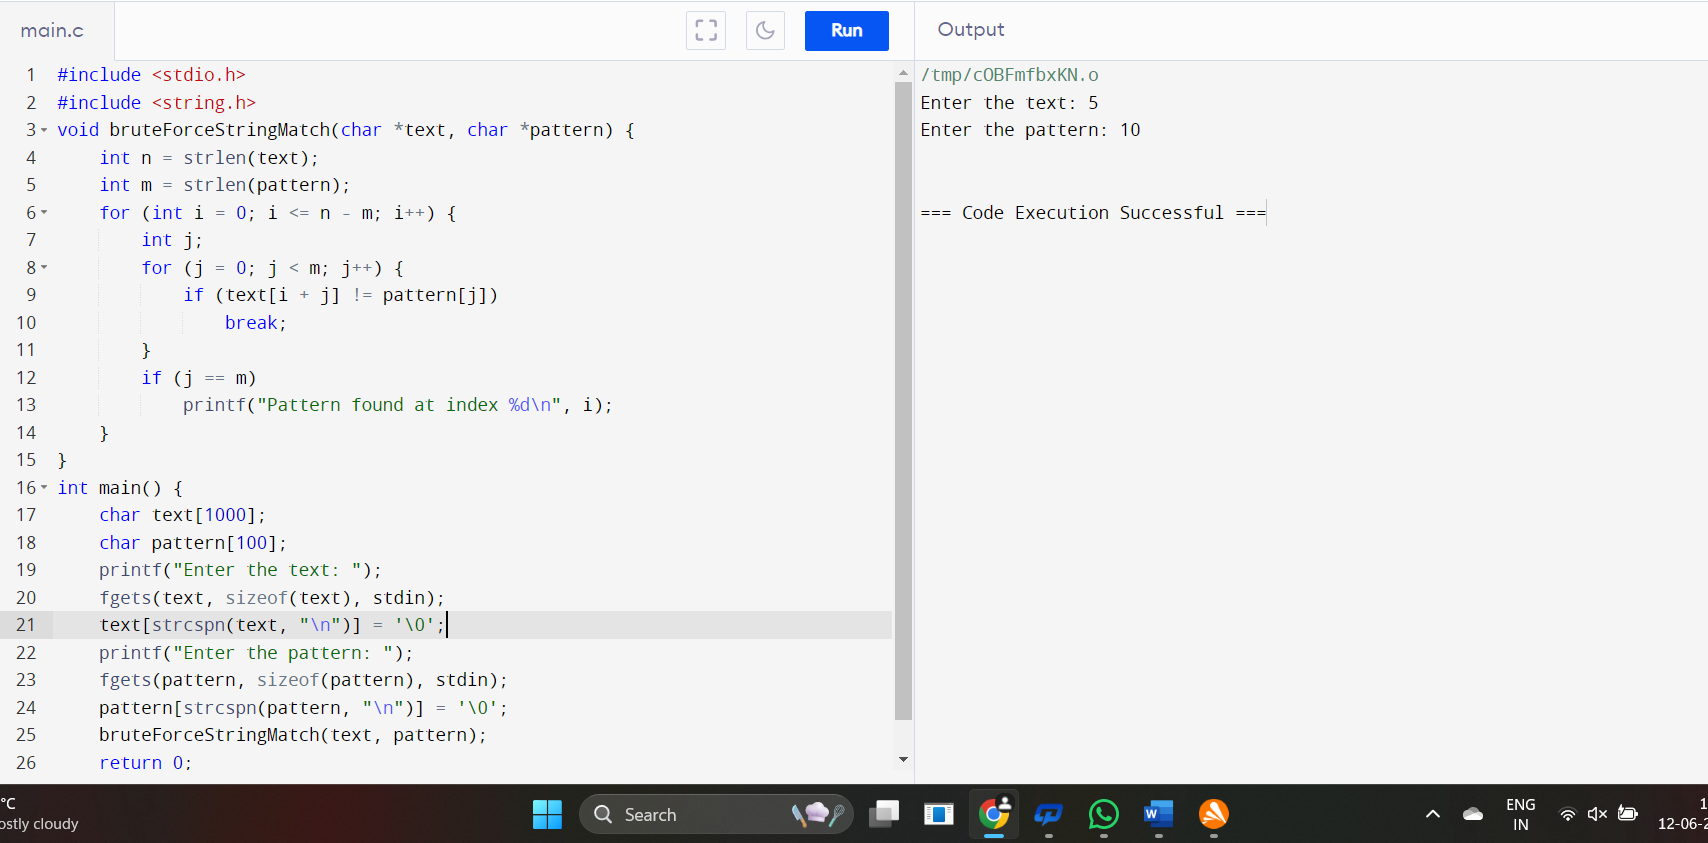 main.c
Run
Output
1 #include <stdio.h>
2 #include <string.h>
3 void bruteForceStringMatch(char *text, char *pattern) {
4     int n = strlen(text);
5     int m = strlen(pattern);
6     for (int i = 0; i <= n - m; i++) {
7         int j;
8         for (j = 0; j < m; j++) {
9             if (text[i + j] != pattern[j])
10                 break;
11         }
12         if (j == m)
13             printf("Pattern found at index %d\n", i);
14     }
15 }
16 int main() {
17     char text[1000];
18     char pattern[100];
19     printf("Enter the text: ");
20     fgets(text, sizeof(text), stdin);
21     text[strcspn(text, "\n")] = '\0';
22     printf("Enter the pattern: ");
23     fgets(pattern, sizeof(pattern), stdin);
24     pattern[strcspn(pattern, "\n")] = '\0';
25     bruteForceStringMatch(text, pattern);
26     return 0;
/tmp/cOBFmfbxKN.o
Enter the text: 5
Enter the pattern: 10
=== Code Execution Successful ===
°C
ostly cloudy
Search
ENG
IN
1
12-06-2